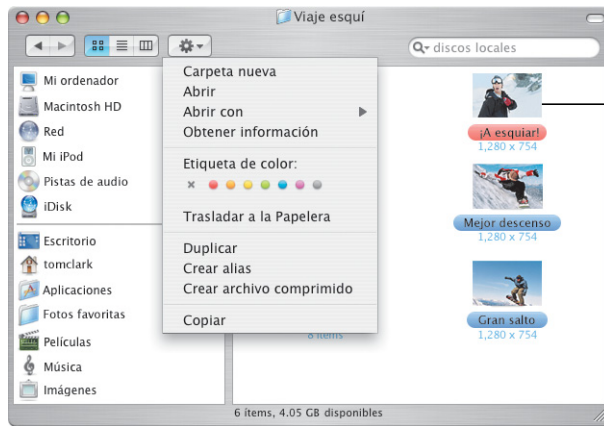 Viaje esquí
discos locales
Mi ordenador
Macintosh HD
Red
Mi iPod
Pistas de audio
iDisk
Escritorio
tomclark
Aplicaciones
Fotos favoritas
Películas
Música
Imágenes
Carpeta nueva
Abrir
Abrir con
Obtener información
Etiqueta de color:
Trasladar a la Papelera
Duplicar
Crear alias
Crear archivo comprimido
Copiar
8 items
¡A esquiar!
1,280 x 754
Mejor descenso
1,280 x 754
Gran salto
1,280 x 754
6 ítems, 4.05 GB disponibles